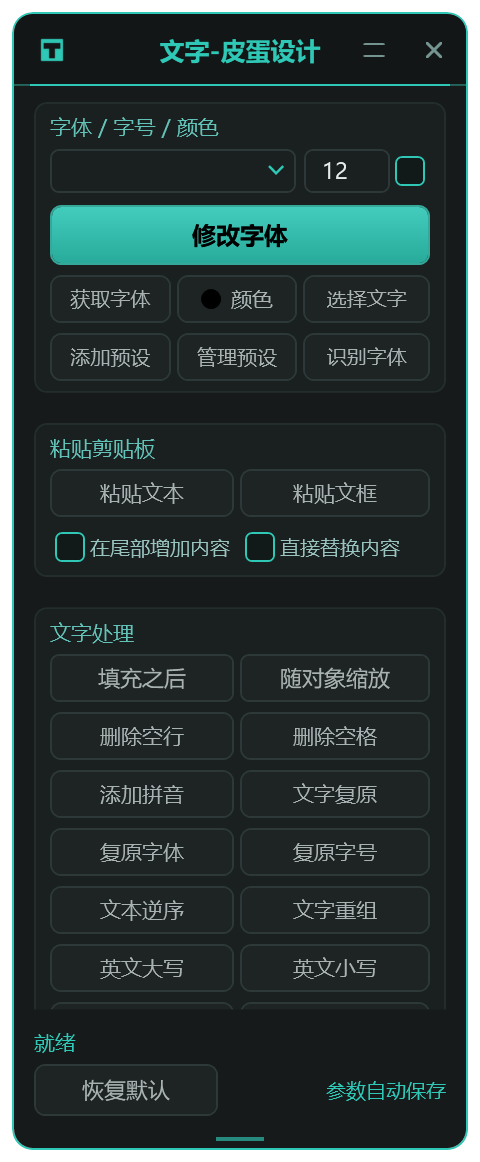 文字-皮蛋设计
字体 / 字号 / 颜色
12
修改字体
获取字体 颜色 选择文字
添加预设 管理预设 识别字体
粘贴剪贴板
粘贴文本 粘贴文框
在尾部增加内容 直接替换内容
文字处理
填充之后 随对象缩放
删除空行 删除空格
添加拼音 文字复原
复原字体 复原字号
文本逆序 文字重组
英文大写 英文小写
就绪
恢复默认 参数自动保存